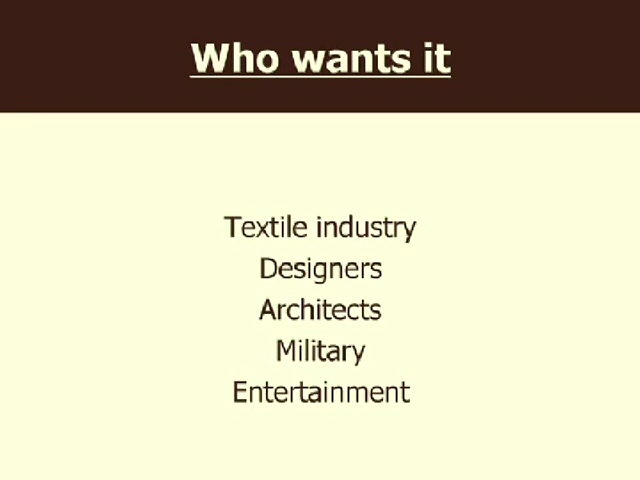 Who wants it
Textile industry
Designers
Architects
Military
Entertainment